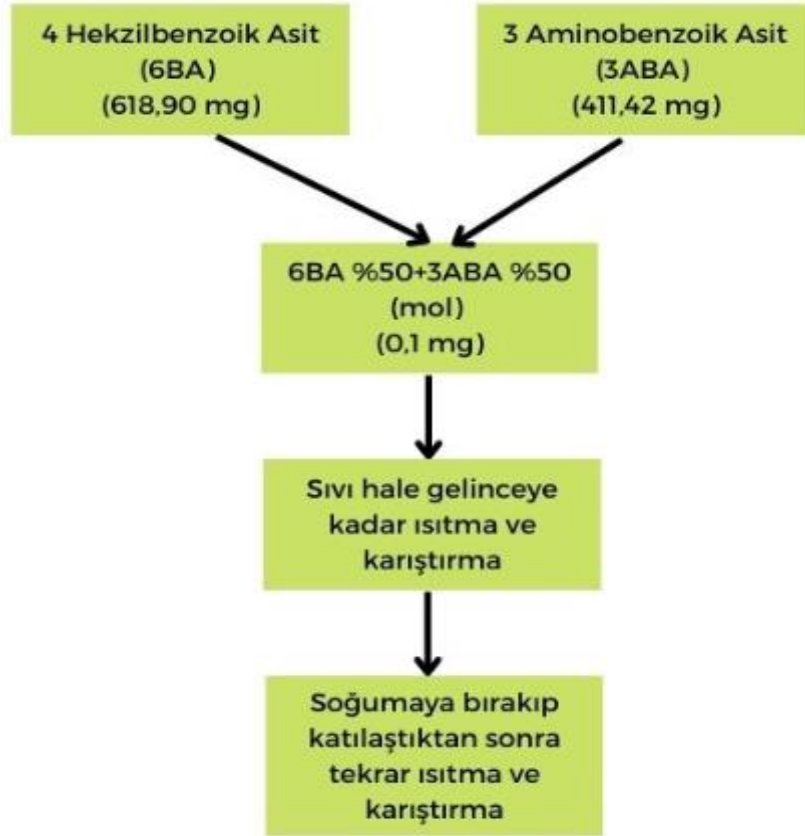 4 Hekzilbenzoik Asit
(6BA)
(618,90 mg)
3 Aminobenzoik Asit
(3ABA)
(411,42 mg)
6BA %50+3ABA %50
(mol)
(0,1 mg)
Sıvı hale gelinceye
kadar ısıtma ve
karıştırma
Soğumaya bırakıp
katılaştıktan sonra
tekrar ısıtma ve
karıştırma